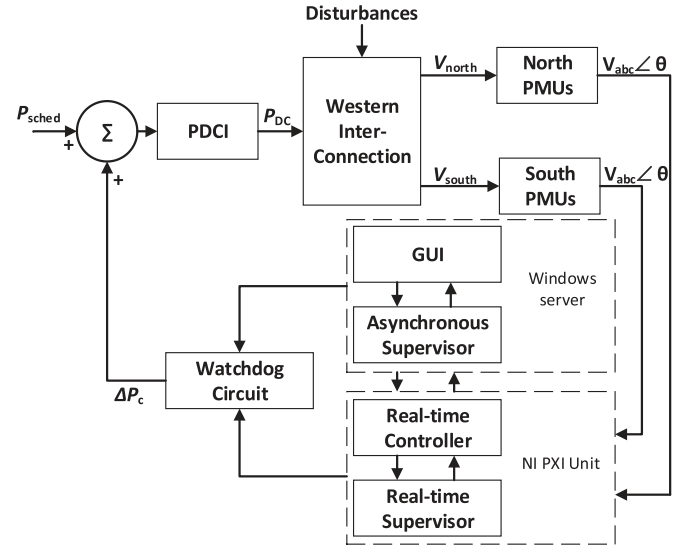 Disturbances
P_sched
+
Σ
+
PDCI
P_DC
Western
Inter-
Connection
V_north
North
PMUs
V_abc∠ θ
V_south
South
PMUs
V_abc∠ θ
GUI
Windows
server
Asynchronous
Supervisor
Watchdog
Circuit
ΔP_c
Real-time
Controller
NI PXI Unit
Real-time
Supervisor